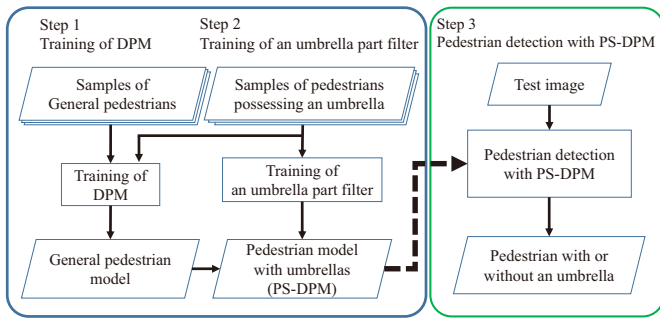 Step 1
Training of DPM
Step 2
Training of an umbrella part filter
Step 3
Pedestrian detection with PS-DPM
Samples of
General pedestrians
Samples of pedestrians
possessing an umbrella
Test image
Training of
DPM
Training of
an umbrella part filter
Pedestrian detection
with PS-DPM
General pedestrian
model
Pedestrian model
with umbrellas
(PS-DPM)
Pedestrian with or
without an umbrella